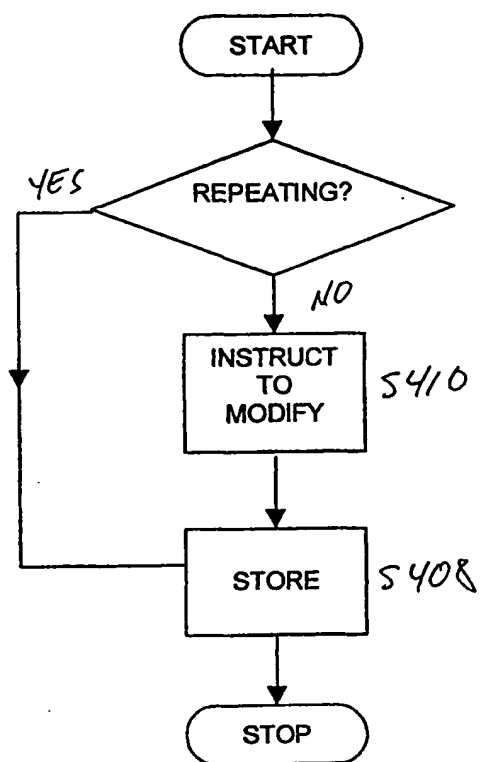 START
REPEATING?
YES
NO
INSTRUCT
TO
MODIFY
S410
STORE
S408
STOP